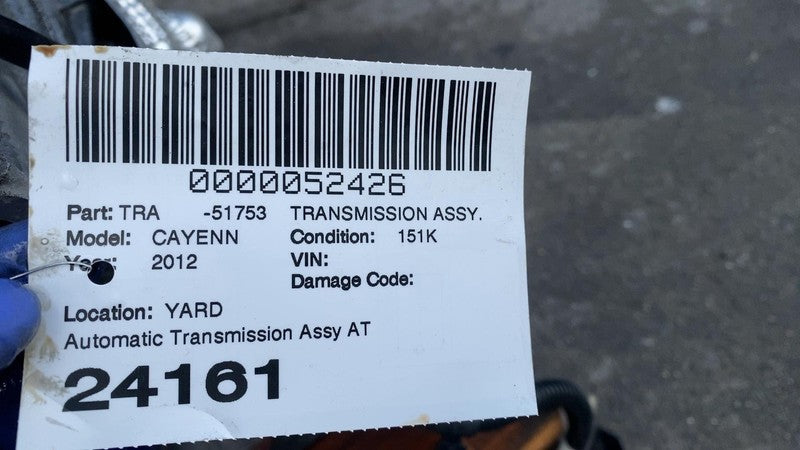 0000052426
Part: TRA -51753 TRANSMISSION ASSY.
Model: CAYENN Condition: 151K
Year: 2012 VIN:
Damage Code:
Location: YARD
Automatic Transmission Assy AT
24161